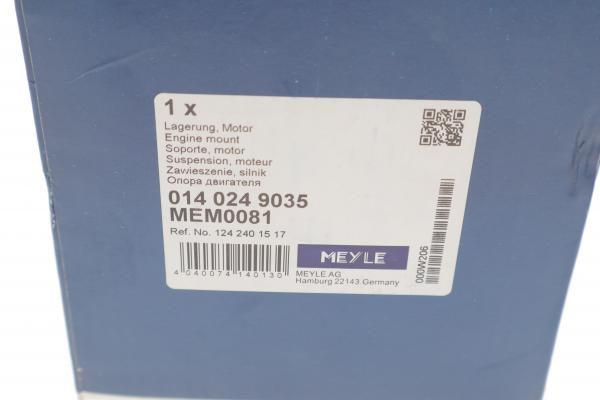 1 x
Lagerung, Motor
Engine mount
Soporte, motor
Suspension, moteur
Zawieszenie, silnik
Опора двигателя
014 024 9035
MEM0081
Ref. No. 124 240 15 17
4 040074 140130
MEYLE
MEYLE AG
Hamburg 22143.Germany
000W206